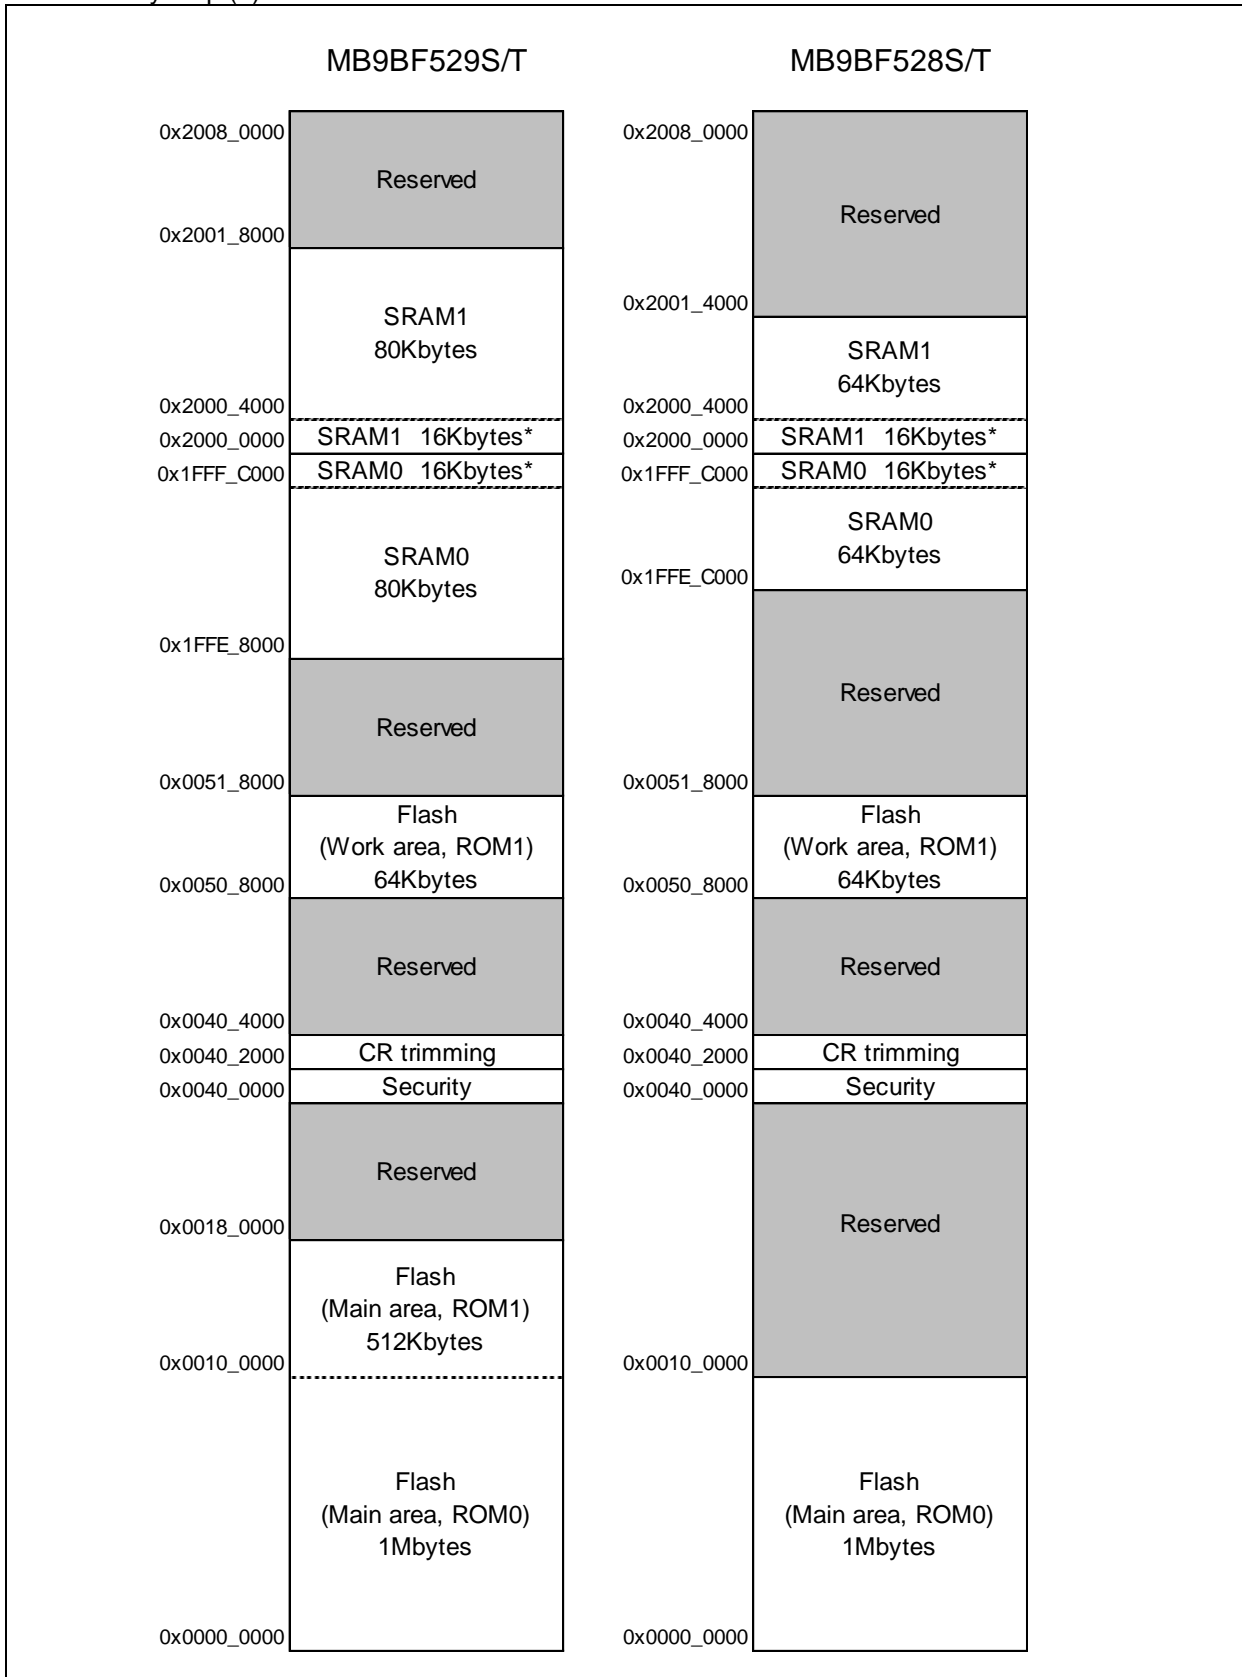 MB9BF529S/T
0x2008_0000
Reserved
0x2001_8000
SRAM1
80Kbytes
0x2000_4000
0x2000_0000
SRAM1 16Kbytes*
0x1FFF_C000
SRAM0 16Kbytes*
SRAM0
80Kbytes
0x1FFE_8000
Reserved
0x0051_8000
Flash
(Work area, ROM1)
64Kbytes
0x0050_8000
Reserved
0x0040_4000
0x0040_2000
CR trimming
0x0040_0000
Security
Reserved
0x0018_0000
Flash
(Main area, ROM1)
512Kbytes
0x0010_0000
Flash
(Main area, ROM0)
1Mbytes
0x0000_0000
MB9BF528S/T
0x2008_0000
Reserved
0x2001_4000
SRAM1
64Kbytes
0x2000_4000
0x2000_0000
SRAM1 16Kbytes*
0x1FFF_C000
SRAM0 16Kbytes*
SRAM0
64Kbytes
0x1FFE_C000
Reserved
0x0051_8000
Flash
(Work area, ROM1)
64Kbytes
0x0050_8000
Reserved
0x0040_4000
0x0040_2000
CR trimming
0x0040_0000
Security
Reserved
0x0010_0000
Flash
(Main area, ROM0)
1Mbytes
0x0000_0000